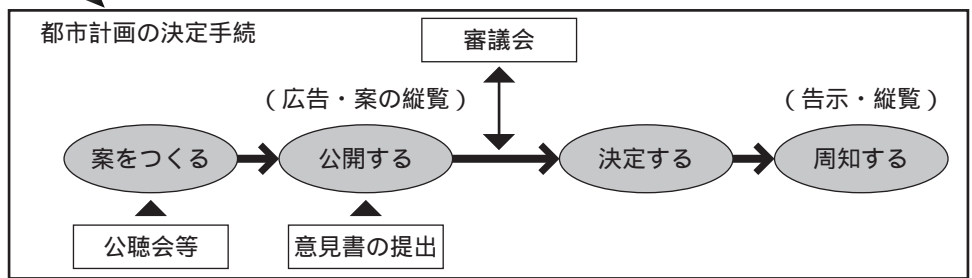 都市計画の決定手続
審議会
(広告・案の縦覧)
(告示・縦覧)
案をつくる
公開する
決定する
周知する
公聴会等
意見書の提出